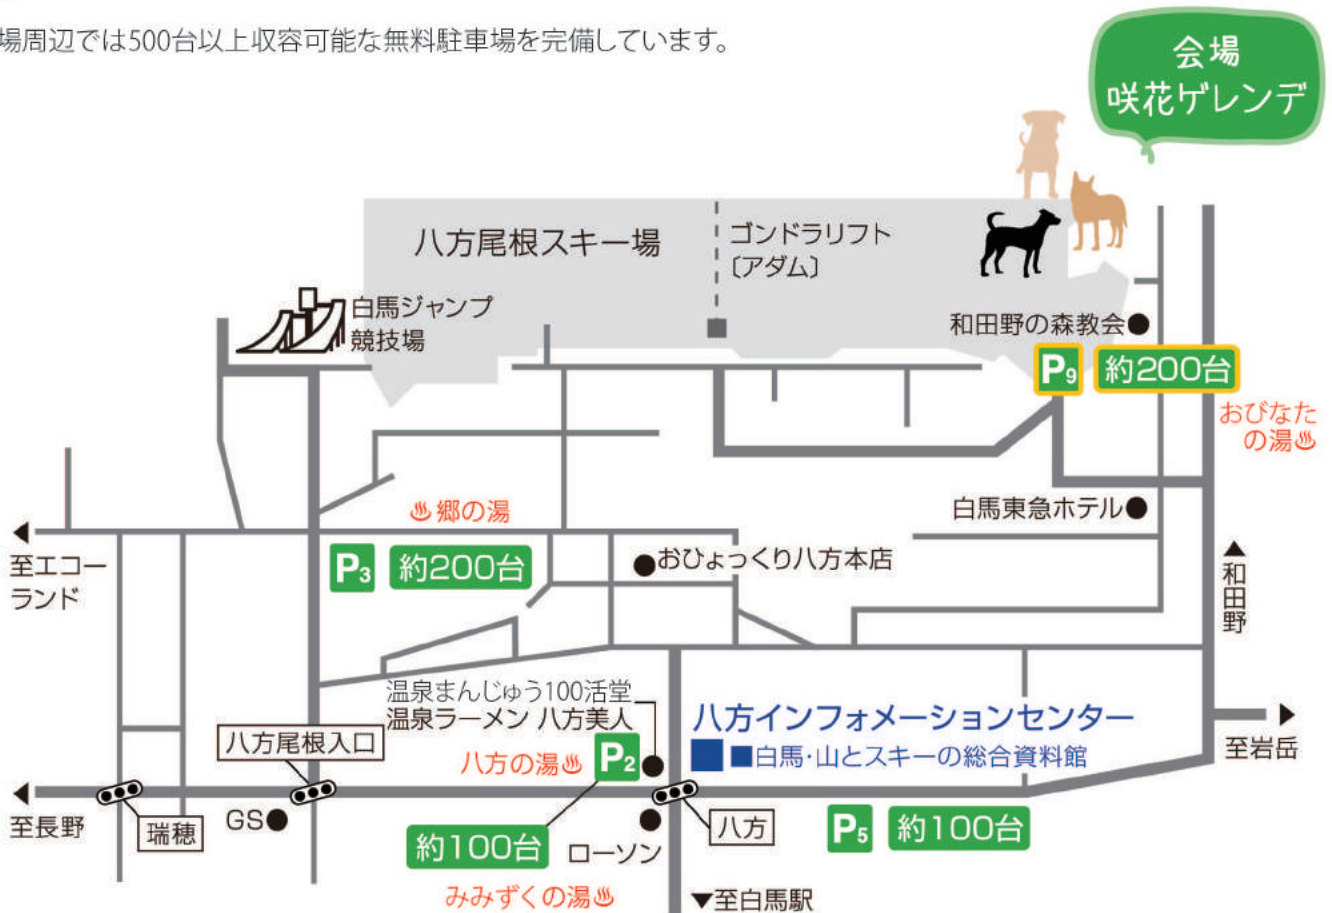 場周辺では500台以上収容可能な無料駐車場を完備しています。
会場
咲花ゲレンデ
八方尾根スキー場
ゴンドラリフト
〔アダム〕
白馬ジャンプ
競技場
和田野の森教会
P9 約200台
おびなた
の湯
郷の湯
白馬東急ホテル
至エコー
ランド
P3 約200台
おひょっくり八方本店
和田野
温泉まんじゅう100活堂
温泉ラーメン 八方美人
八方インフォメーションセンター
■白馬・山とスキーの総合資料館
八方尾根入口
八方の湯
P2
至岩岳
至長野
瑞穂
GS
約100台
ローソン
八方
P5 約100台
みみずくの湯
▼至白馬駅